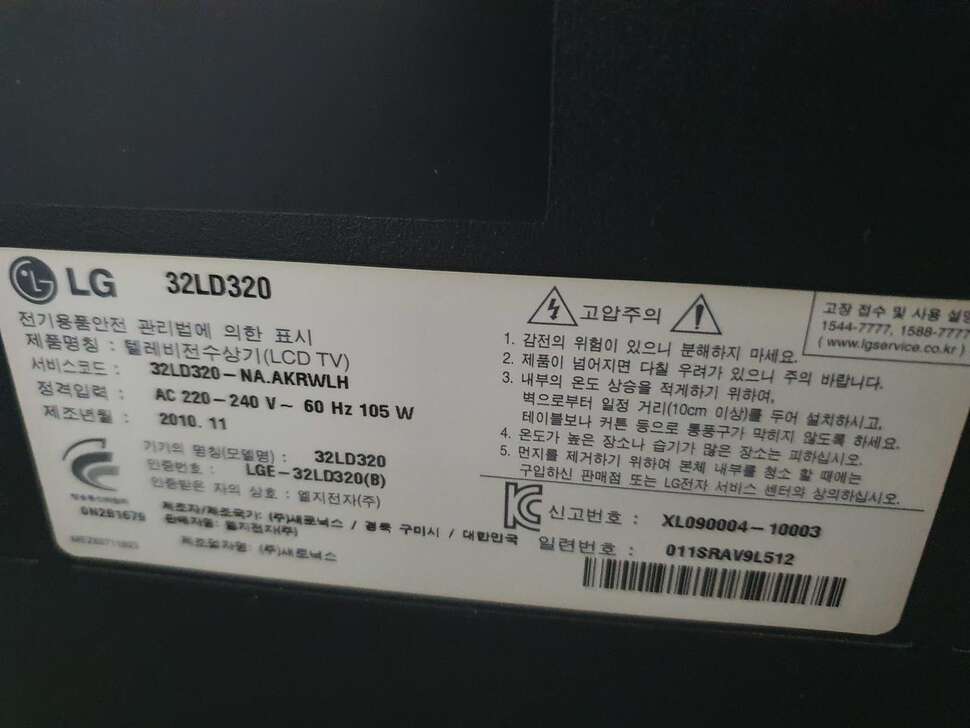 LG 32LD320
전기용품안전 관리법에 의한 표시
제품명칭 : 텔레비전수상기(LCD TV)
서비스코드 : 32LD320-NA.AKRWLH
정격입력 : AC 220-240 V~ 60 Hz 105 W
제조년월 : 2010. 11
기기의 명칭(모델명) : 32LD320
인증번호 : LGE-32LD320(B)
인증받은 자의 상호 : 엘지전자(주)
제조자/제조국가: (주)새로닉스 / 경북 구미시 / 대한민국
판매자명: 엘지전자(주)
제조업자명: (주)새로닉스
고압주의
1. 감전의 위험이 있으니 분해하지 마세요.
2. 제품이 넘어지면 다칠 우려가 있으니 주의 바랍니다.
3. 내부의 온도 상승을 적게하기 위하여,
벽으로부터 일정 거리(10cm 이상)를 두어 설치하시고,
테이블보나 커튼 등으로 통풍구가 막히지 않도록 하세요.
4. 온도가 높은 장소나 습기가 많은 장소는 피하십시오.
5. 먼지를 제거하기 위하여 본체 내부를 청소 할 때에는
구입하신 판매점 또는 LG전자 서비스 센터와 상의하십시오.
고장 접수 및 사용 설명
1544-7777, 1588-7777
( www.lgservice.co.kr )
신고번호 : XL090004-10003
일련번호 : 011SRAV9L512